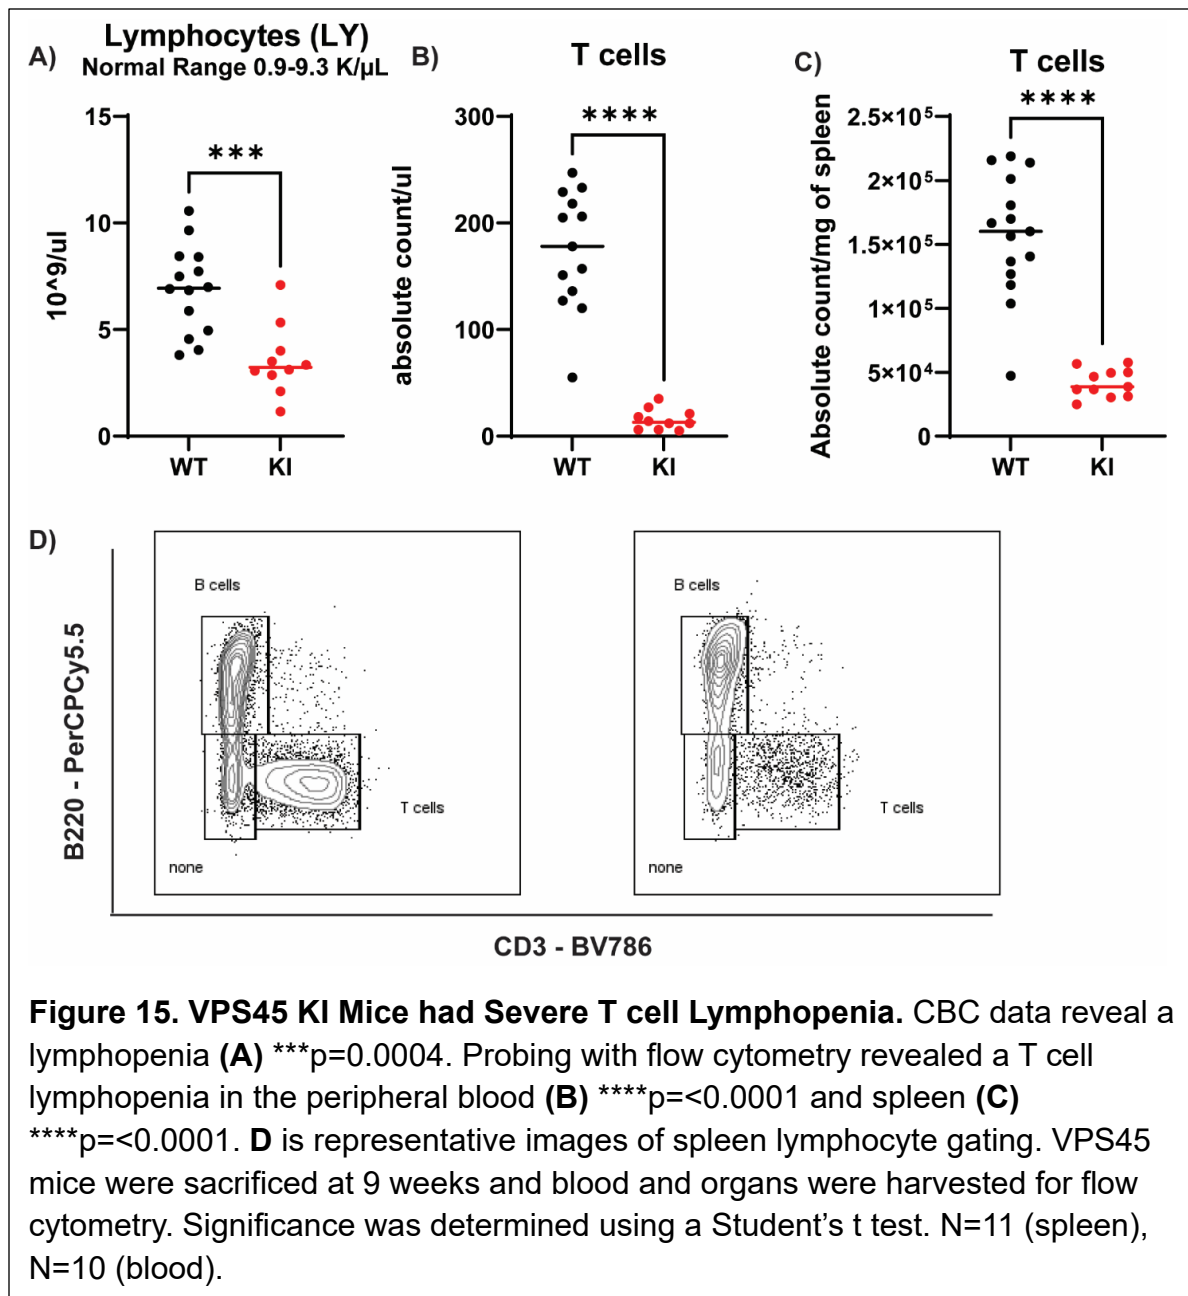 A)
Lymphocytes (LY)
Normal Range 0.9-9.3 K/µL
15
10
5
0
10^9/ul
***
WT
KI
B)
T cells
300
200
100
0
absolute count/ul
****
WT
KI
C)
T cells
2.5×10⁵
2×10⁵
1.5×10⁵
1×10⁵
5×10⁴
0
Absolute count/mg of spleen
****
WT
KI
D)
B220 - PerCPCy5.5
B cells
T cells
none
B cells
T cells
none
CD3 - BV786
Figure 15. VPS45 KI Mice had Severe T cell Lymphopenia. CBC data reveal a
lymphopenia (A) ***p=0.0004. Probing with flow cytometry revealed a T cell
lymphopenia in the peripheral blood (B) ****p=<0.0001 and spleen (C)
****p=<0.0001. D is representative images of spleen lymphocyte gating. VPS45
mice were sacrificed at 9 weeks and blood and organs were harvested for flow
cytometry. Significance was determined using a Student’s t test. N=11 (spleen),
N=10 (blood).